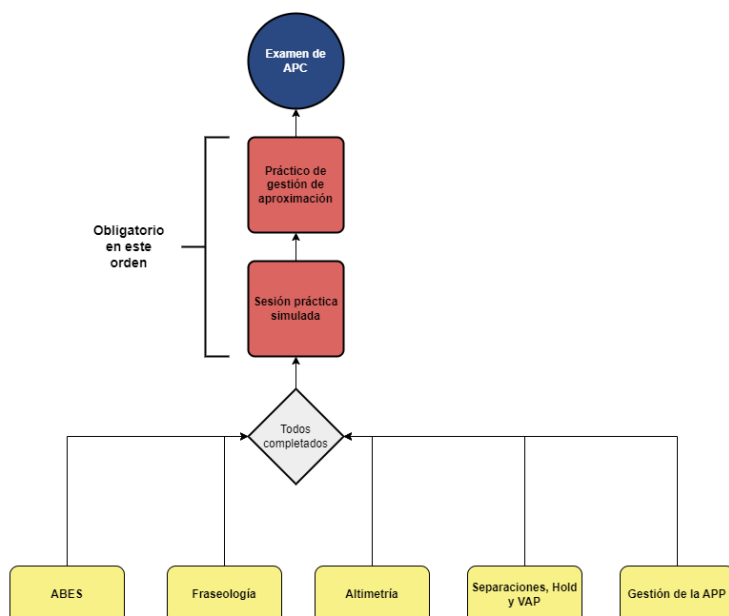 Examen de
APC
Práctico de
gestión de
aproximación
Obligatorio
en este
orden
Sesión práctica
simulada
Todos
completados
ABES
Fraseología
Altimetría
Separaciones, Hold
y VAP
Gestión de la APP